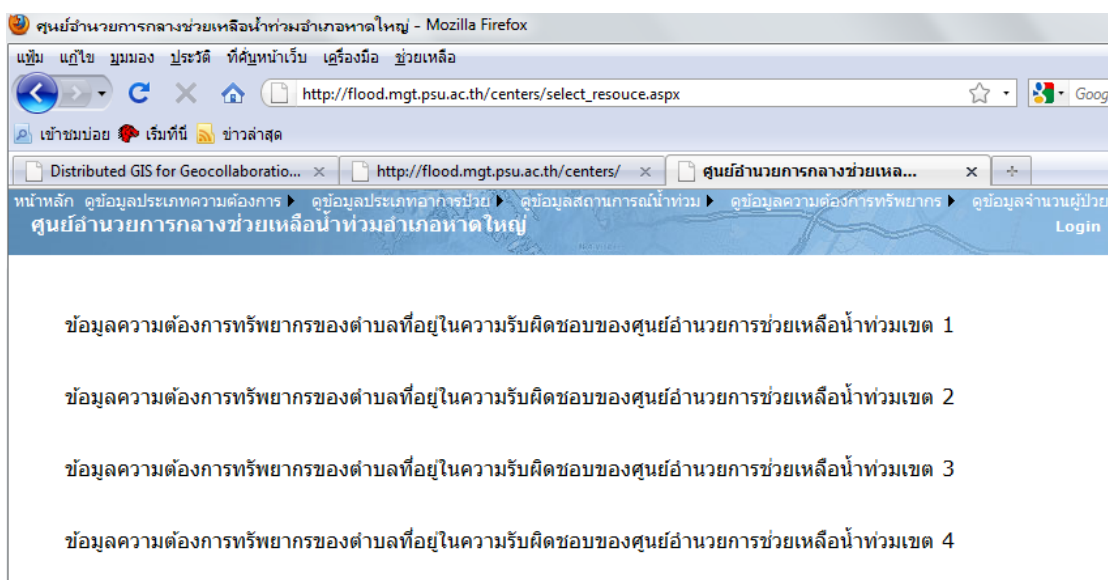 ศูนย์อำนวยการกลางช่วยเหลือน้ำท่วมอำเภอหาดใหญ่ - Mozilla Firefox
แฟ้ม แก้ไข มุมมอง ประวัติ ที่คั่นหน้าเว็บ เครื่องมือ ช่วยเหลือ
http://flood.mgt.psu.ac.th/centers/select_resouce.aspx Goog
เข้าชมบ่อย เริ่มที่นี่ ข่าวล่าสุด
Distributed GIS for Geocollaboratio... http://flood.mgt.psu.ac.th/centers/ ศูนย์อำนวยการกลางช่วยเหล...
หน้าหลัก ดูข้อมูลประเภทความต้องการ ดูข้อมูลประเภทอาการป่วย ดูข้อมูลสถานการณ์น้ำท่วม ดูข้อมูลความต้องการทรัพยากร ดูข้อมูลจำนวนผู้ป่วย
ศูนย์อำนวยการกลางช่วยเหลือน้ำท่วมอำเภอหาดใหญ่ Login
ข้อมูลความต้องการทรัพยากรของตำบลที่อยู่ในความรับผิดชอบของศูนย์อำนวยการช่วยเหลือน้ำท่วมเขต 1
ข้อมูลความต้องการทรัพยากรของตำบลที่อยู่ในความรับผิดชอบของศูนย์อำนวยการช่วยเหลือน้ำท่วมเขต 2
ข้อมูลความต้องการทรัพยากรของตำบลที่อยู่ในความรับผิดชอบของศูนย์อำนวยการช่วยเหลือน้ำท่วมเขต 3
ข้อมูลความต้องการทรัพยากรของตำบลที่อยู่ในความรับผิดชอบของศูนย์อำนวยการช่วยเหลือน้ำท่วมเขต 4